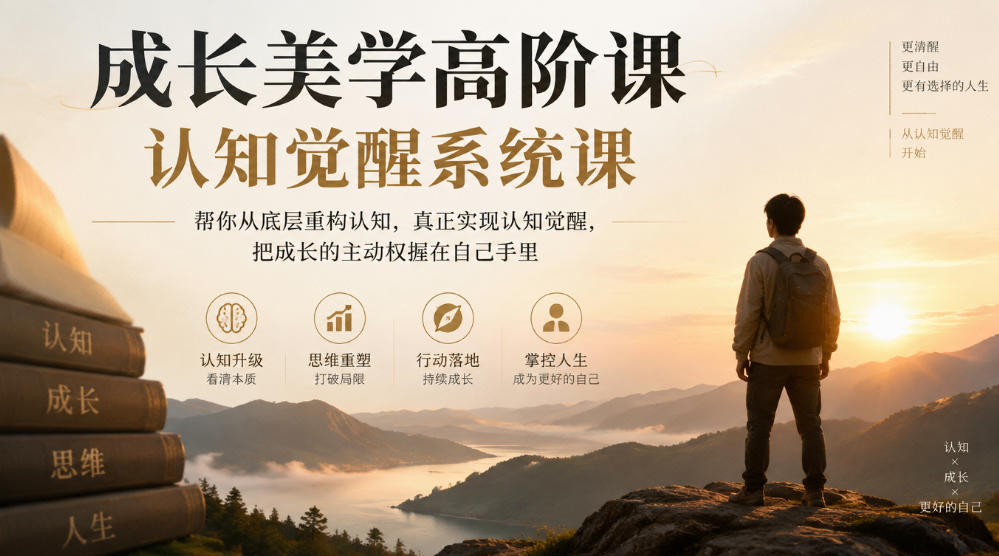 成长美学高阶课
认知觉醒系统课
帮你从底层重构认知，真正实现认知觉醒，
把成长的主动权握在自己手里
认知升级
看清本质
思维重塑
打破局限
行动落地
持续成长
掌控人生
成为更好的自己
更清醒
更自由
更有选择的人生
从认知觉醒
开始
认知
成长
思维
人生
认知
×
成长
×
更好的自己